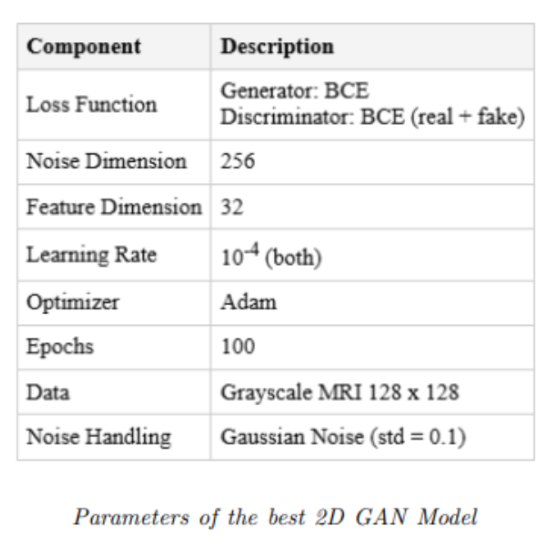 Component Description
Loss Function Generator: BCE
Discriminator: BCE (real + fake)
Noise Dimension 256
Feature Dimension 32
Learning Rate 10⁻⁴ (both)
Optimizer Adam
Epochs 100
Data Grayscale MRI 128 x 128
Noise Handling Gaussian Noise (std = 0.1)
Parameters of the best 2D GAN Model